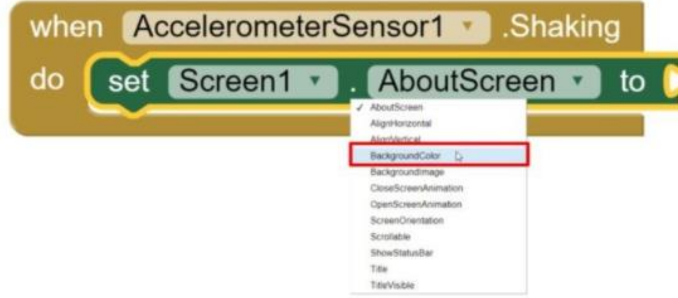 when AccelerometerSensor1 .Shaking
do set Screen1 . AboutScreen to
✓ AboutScreen
AlignHorizontal
AlignVertical
BackgroundColor
BackgroundImage
CloseScreenAnimation
OpenScreenAnimation
ScreenOrientation
Scrollable
ShowStatusBar
Title
TitleVisible